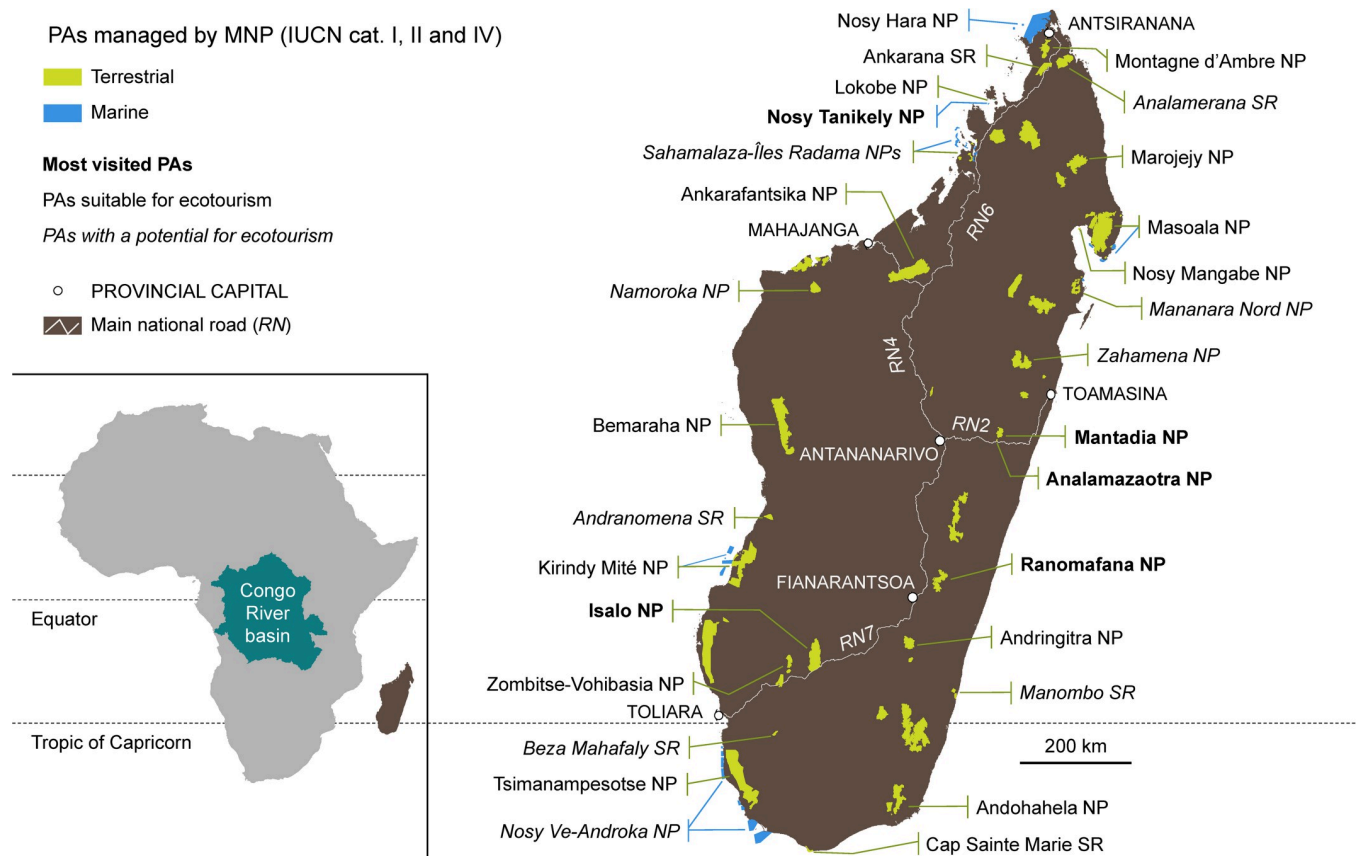 PAs managed by MNP (IUCN cat. I, II and IV)
Terrestrial
Marine
Most visited PAs
PAs suitable for ecotourism
PAs with a potential for ecotourism
PROVINCIAL CAPITAL
Main national road (RN)
Congo
River
basin
Equator
Tropic of Capricorn
Nosy Hara NP
ANTSIRANANA
Ankarana SR
Montagne d’Ambre NP
Lokobe NP
Analamerana SR
Nosy Tanikely NP
Sahamalaza-Îles Radama NPs
Marojejy NP
Ankarafantsika NP
RN6
MAHAJANGA
Masoala NP
Nosy Mangabe NP
Namoroka NP
Mananara Nord NP
RN4
Zahamena NP
TOAMASINA
Bemaraha NP
RN2
Mantadia NP
ANTANANARIVO
Analamazaotra NP
Andranomena SR
Kirindy Mité NP
Ranomafana NP
FIANARANTSOA
Isalo NP
RN7
Andringitra NP
Zombitse-Vohibasia NP
Manombo SR
TOLIARA
Beza Mahafaly SR
200 km
Tsimanampesotse NP
Andohahela NP
Nosy Ve-Androka NP
Cap Sainte Marie SR